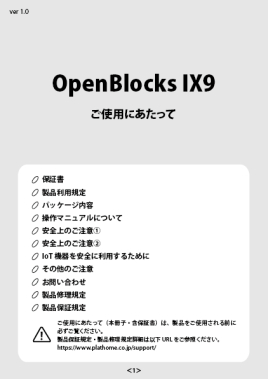 ver 1.0
OpenBlocks IX9
ご使用にあたって
保証書
製品利用規定
パッケージ内容
操作マニュアルについて
安全上のご注意①
安全上のご注意②
IoT 機器を安全に利用するために
その他のご注意
お問い合わせ
製品修理規定
製品保証規定
ご使用にあたって（本冊子・含保証書）は、製品をご使用される前に
必ずご覧ください。
製品保証規定・製品修理規定詳細は以下 URL をご参照ください。
https://www.plathome.co.jp/support/
<1>